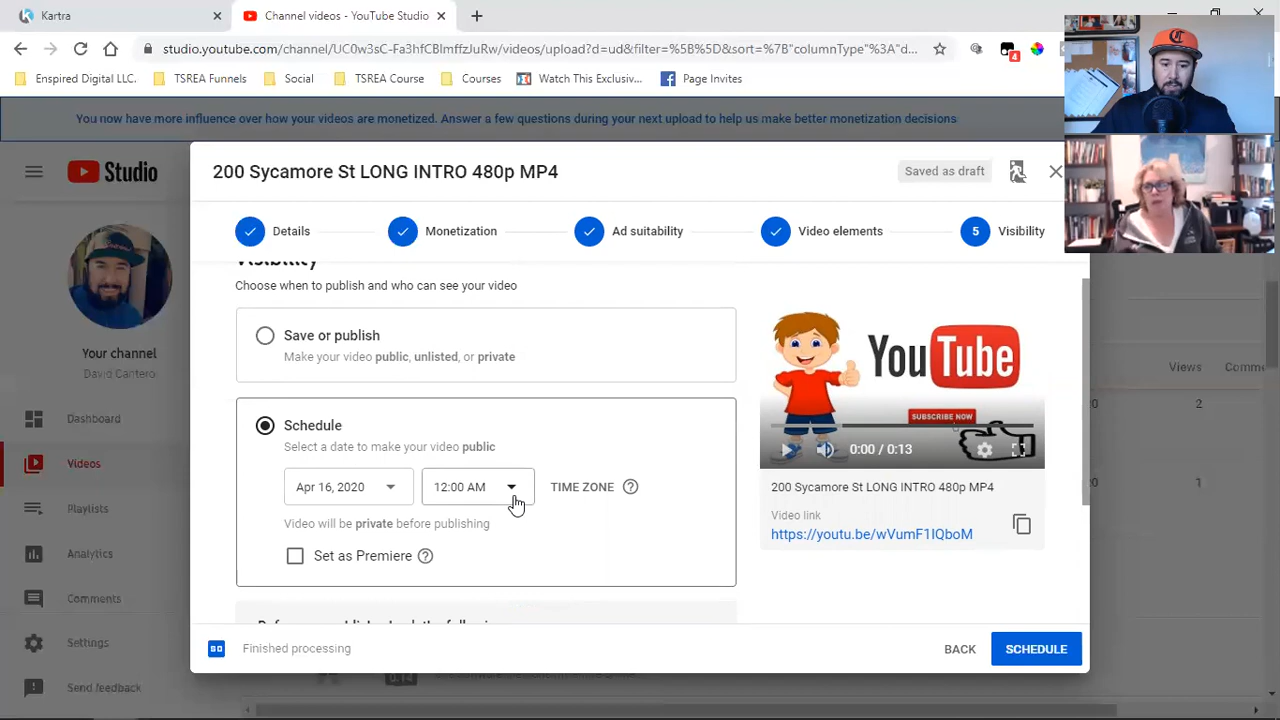 Kartra
Channel videos - YouTube Studio
studio.youtube.com/channel/UC0wcsC-Fa3hfCBlmffzJuRw/videos/upload?d=ud&filter=%5B%5D&sort=%7B"columnType"%3A"d...
4
Enspired Digital LLC.
TSREA Funnels
Social
TSREA Course
Courses
Watch This Exclusiv...
Page Invites
You now have more influence over how your videos are monetized. Answer a few questions during your next upload to help us make better monetization decisions
Studio
200 Sycamore St LONG INTRO 480p MP4
Saved as draft
Details
Monetization
Ad suitability
Video elements
5
Visibility
Visibility
Choose when to publish and who can see your video
Save or publish
Make your video public, unlisted, or private
Schedule
Select a date to make your video public
Apr 16, 2020
12:00 AM
TIME ZONE
Video will be private before publishing
Set as Premiere
YouTube
SUBSCRIBE NOW
0:00 / 0:13
200 Sycamore St LONG INTRO 480p MP4
Video link
https://youtu.be/wVumF1IQboM
Your channel
David Cantero
Dashboard
Videos
Playlists
Analytics
Comments
Settings
Send feedback
Views
Comme
2
1
SD
Finished processing
BACK
SCHEDULE
0:14